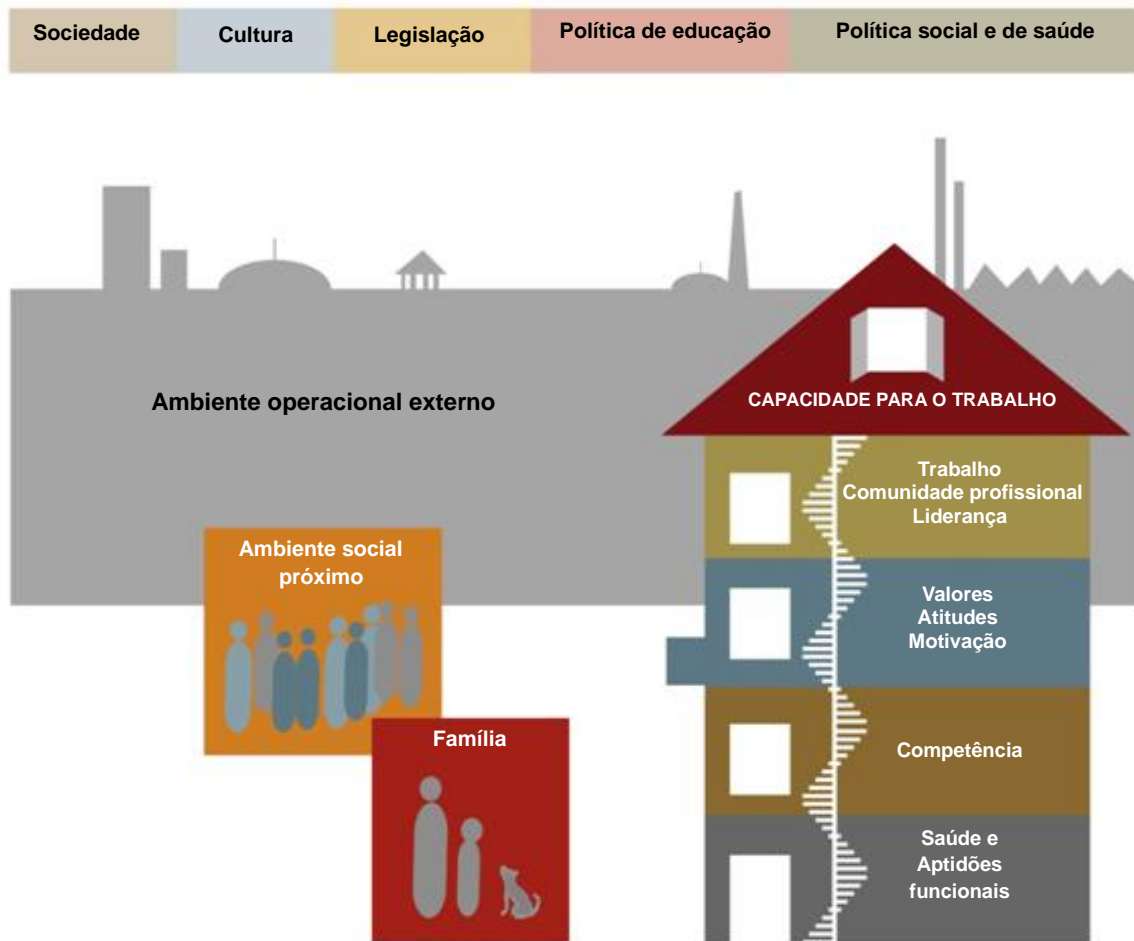 Sociedade
Cultura
Legislação
Política de educação
Política social e de saúde
Ambiente operacional externo
CAPACIDADE PARA O TRABALHO
Trabalho
Comunidade profissional
Liderança
Ambiente social
próximo
Valores
Atitudes
Motivação
Família
Competência
Saúde e
Aptidões
funcionais